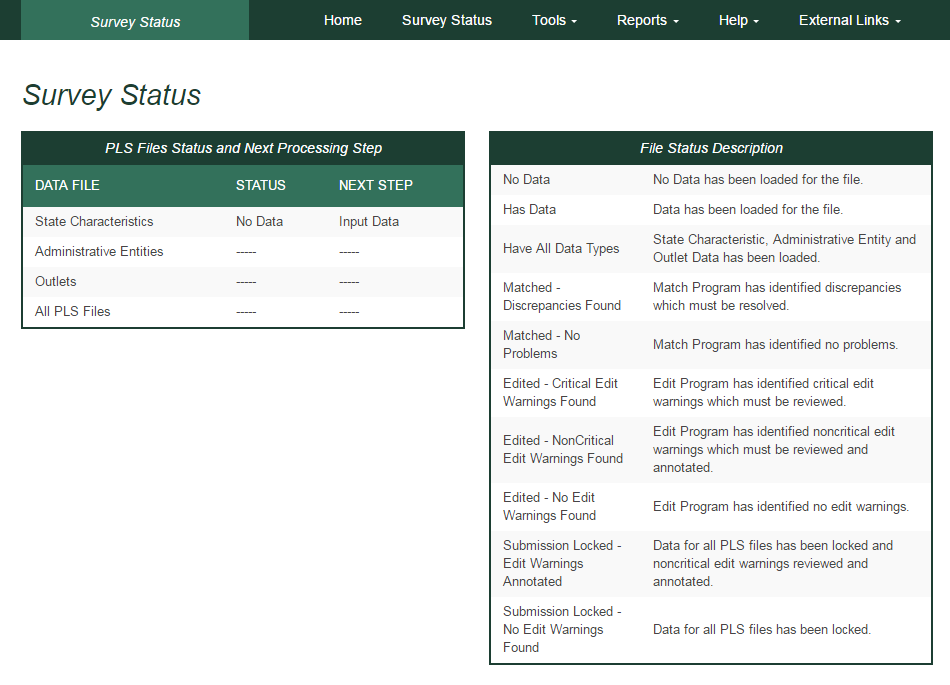 Survey Status
Home Survey Status Tools Reports Help External Links
Survey Status
PLS Files Status and Next Processing Step
DATA FILE STATUS NEXT STEP
State Characteristics No Data Input Data
Administrative Entities ----- -----
Outlets ----- -----
All PLS Files ----- -----
File Status Description
No Data No Data has been loaded for the file.
Has Data Data has been loaded for the file.
Have All Data Types
State Characteristic, Administrative Entity and
Outlet Data has been loaded.
Matched -
Discrepancies Found
Match Program has identified discrepancies
which must be resolved.
Matched - No
Problems
Match Program has identified no problems.
Edited - Critical Edit
Warnings Found
Edit Program has identified critical edit
warnings which must be reviewed.
Edited - NonCritical
Edit Warnings Found
Edit Program has identified noncritical edit
warnings which must be reviewed and
annotated.
Edited - No Edit
Warnings Found
Edit Program has identified no edit warnings.
Submission Locked -
Edit Warnings
Annotated
Data for all PLS files has been locked and
noncritical edit warnings reviewed and
annotated.
Submission Locked -
No Edit Warnings
Found
Data for all PLS files has been locked.